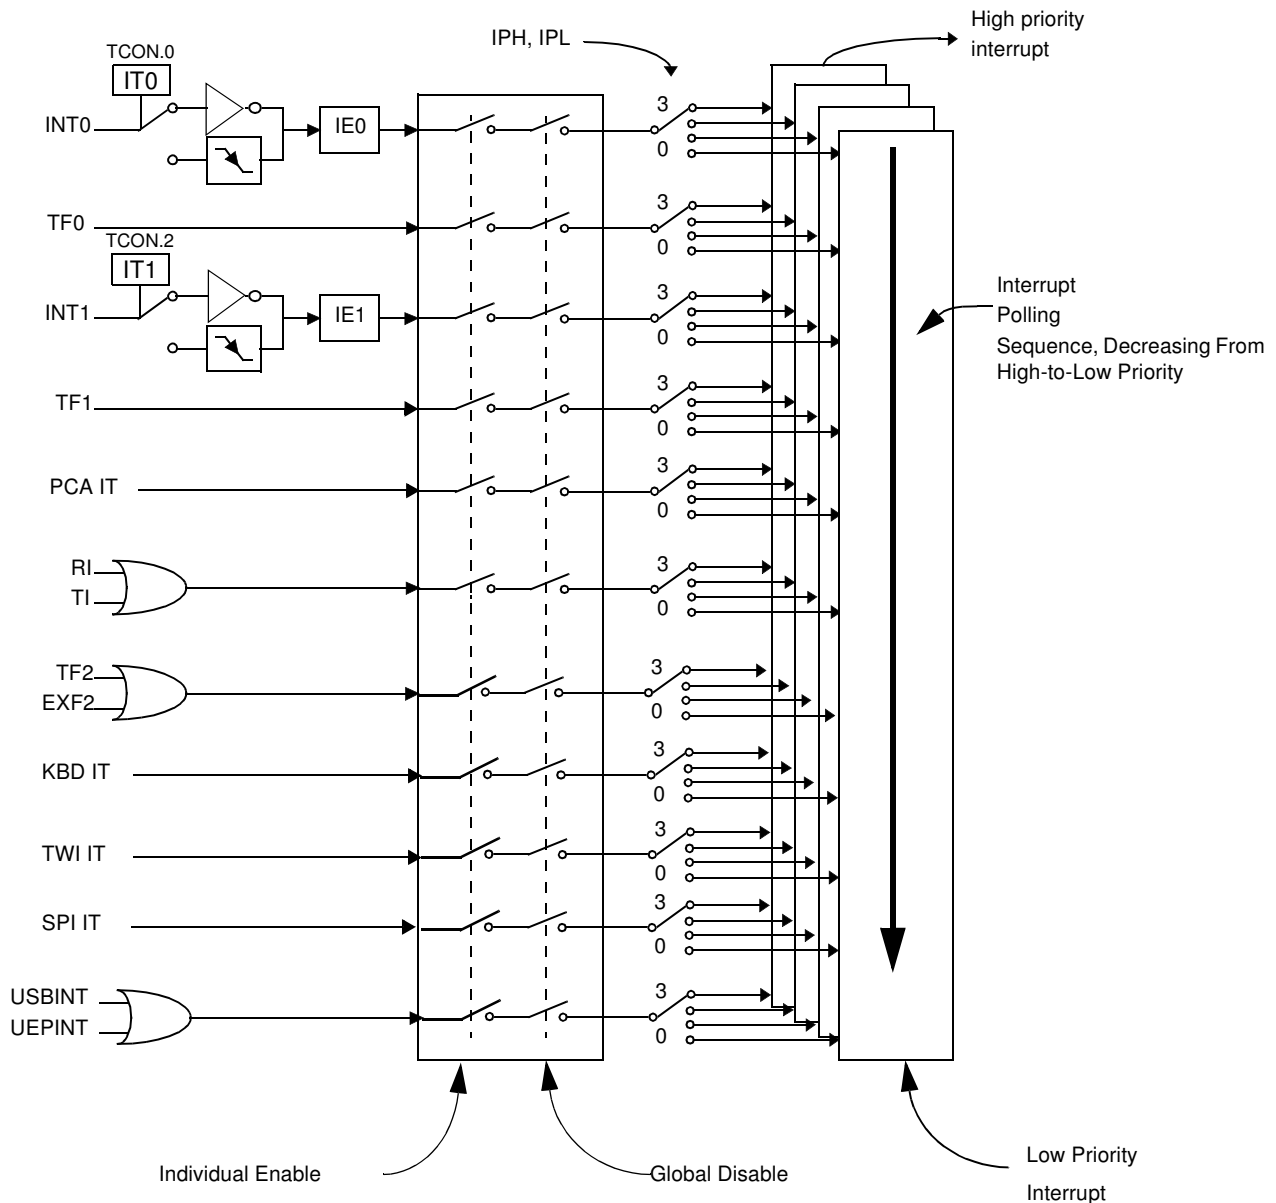 High priority
interrupt
IPH, IPL
TCON.0
IT0
INT0
IE0
3
0
TF0
3
0
TCON.2
IT1
INT1
IE1
3
0
Interrupt
Polling
Sequence, Decreasing From
High-to-Low Priority
TF1
3
0
PCA IT
3
0
RI
TI
3
0
TF2
EXF2
3
0
KBD IT
3
0
TWI IT
3
0
SPI IT
3
0
USBINT
UEPINT
3
0
Individual Enable
Global Disable
Low Priority
Interrupt